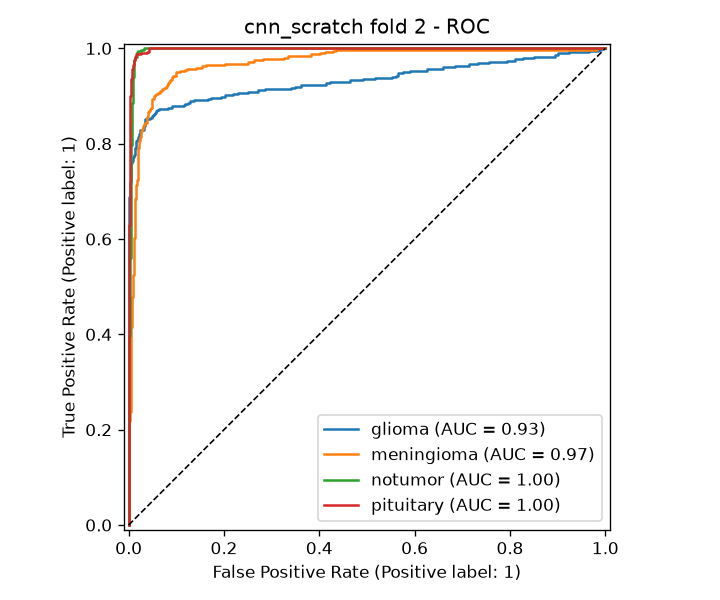 cnn_scratch fold 2 - ROC
True Positive Rate (Positive label: 1)
1.0
0.8
0.6
0.4
0.2
0.0
glioma (AUC = 0.93)
meningioma (AUC = 0.97)
notumor (AUC = 1.00)
pituitary (AUC = 1.00)
0.0 0.2 0.4 0.6 0.8 1.0
False Positive Rate (Positive label: 1)